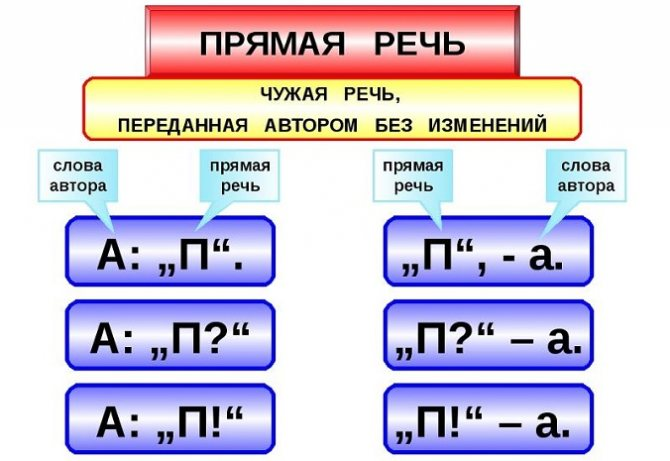 ПРЯМАЯ РЕЧЬ
ЧУЖАЯ РЕЧЬ,
ПЕРЕДАННАЯ АВТОРОМ БЕЗ ИЗМЕНЕНИЙ
слова
автора
прямая
речь
прямая
речь
слова
автора
А: „П“.
„П“, - а.
А: „П?“
„П?“ – а.
А: „П!“
„П!“ – а.